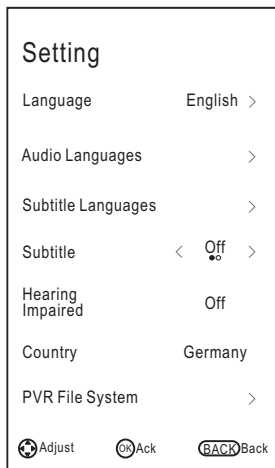 Setting
Language English >
Audio Languages >
Subtitle Languages >
Subtitle < Off >
Hearing
Impaired Off
Country Germany
PVR File System >
Adjust OK Ack BACK Back